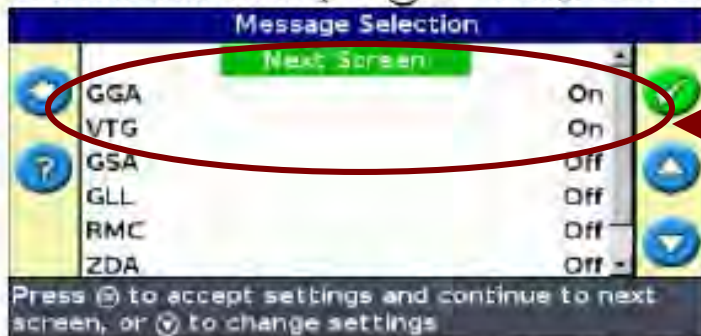 Message Selection
Next Screen
GGA On
VTG On
GSA Off
GLL Off
RMC Off
ZDA Off
?
Press to accept settings and continue to next
screen, or to change settings